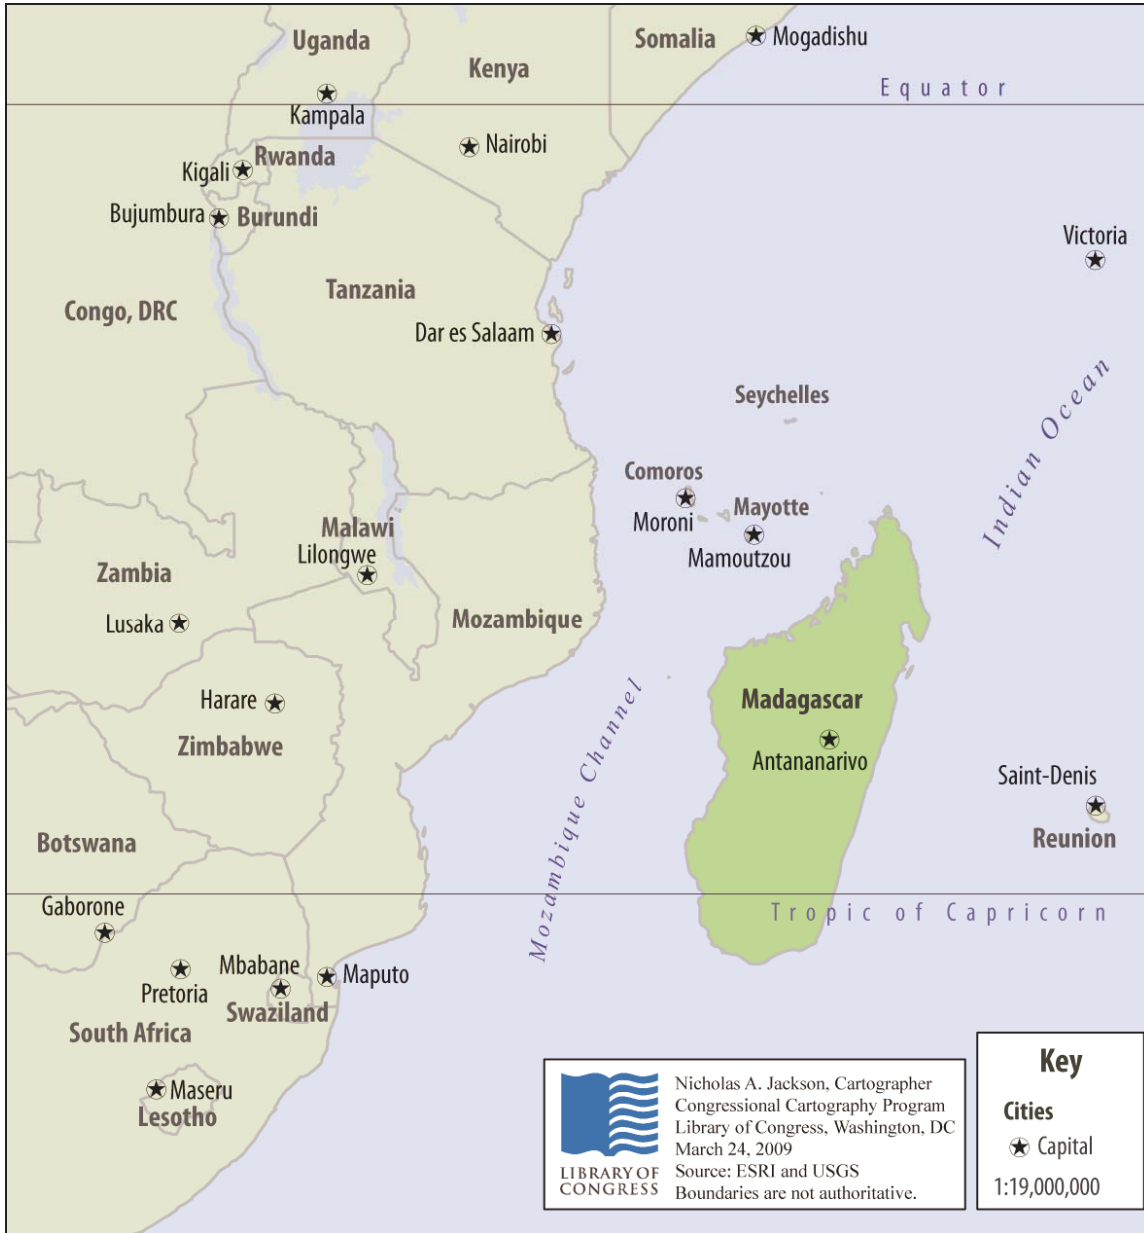 Uganda
Kampala
Kenya
Nairobi
Somalia
Mogadishu
Equator
Kigali
Rwanda
Bujumbura
Burundi
Victoria
Congo, DRC
Tanzania
Dar es Salaam
Seychelles
Indian Ocean
Comoros
Moroni
Mayotte
Mamoutzou
Malawi
Lilongwe
Zambia
Lusaka
Mozambique
Harare
Zimbabwe
Mozambique Channel
Madagascar
Antananarivo
Saint-Denis
Reunion
Botswana
Gaborone
Tropic of Capricorn
Pretoria
Mbabane
Swaziland
Maputo
South Africa
Maseru
Lesotho
LIBRARY OF
CONGRESS
Nicholas A. Jackson, Cartographer
Congressional Cartography Program
Library of Congress, Washington, DC
March 24, 2009
Source: ESRI and USGS
Boundaries are not authoritative.
Key
Cities
Capital
1:19,000,000